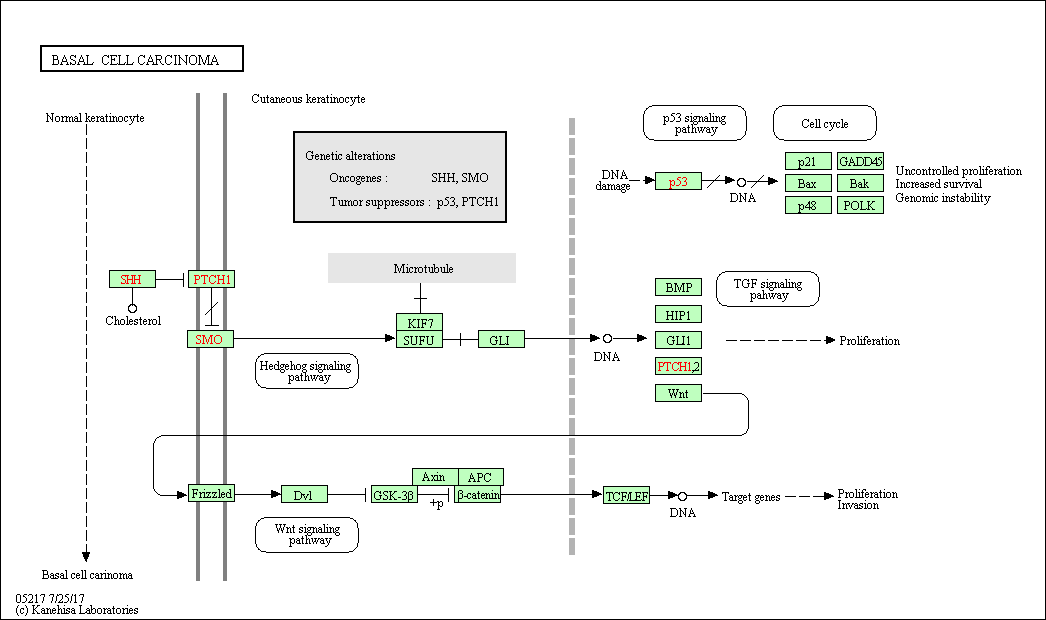 BASAL CELL CARCINOMA
Cutaneous keratinocyte
Normal keratinocyte
p53 signaling
pathway
Cell cycle
Genetic alterations
Oncogenes : SHH, SMO
Tumor suppressors : p53, PTCH1
DNA
damage
p53
DNA
p21
GADD45
Bax
Bak
p48
POLK
Uncontrolled proliferation
Increased survival
Genomic instability
SHH
PTCH1
Cholesterol
SMO
Microtubule
KIF7
SUFU
GLI
DNA
Hedgehog signaling
pathway
BMP
HIP1
GLI1
PTCH1,2
Wnt
TGF signaling
pahway
Proliferation
Frizzled
Dvl
GSK-3β
Axin
APC
β-catenin
+p
TCF/LEF
DNA
Target genes
Proliferation
Invasion
Wnt signaling
pathway
Basal cell carinoma
05217 7/25/17
(c) Kanehisa Laboratories